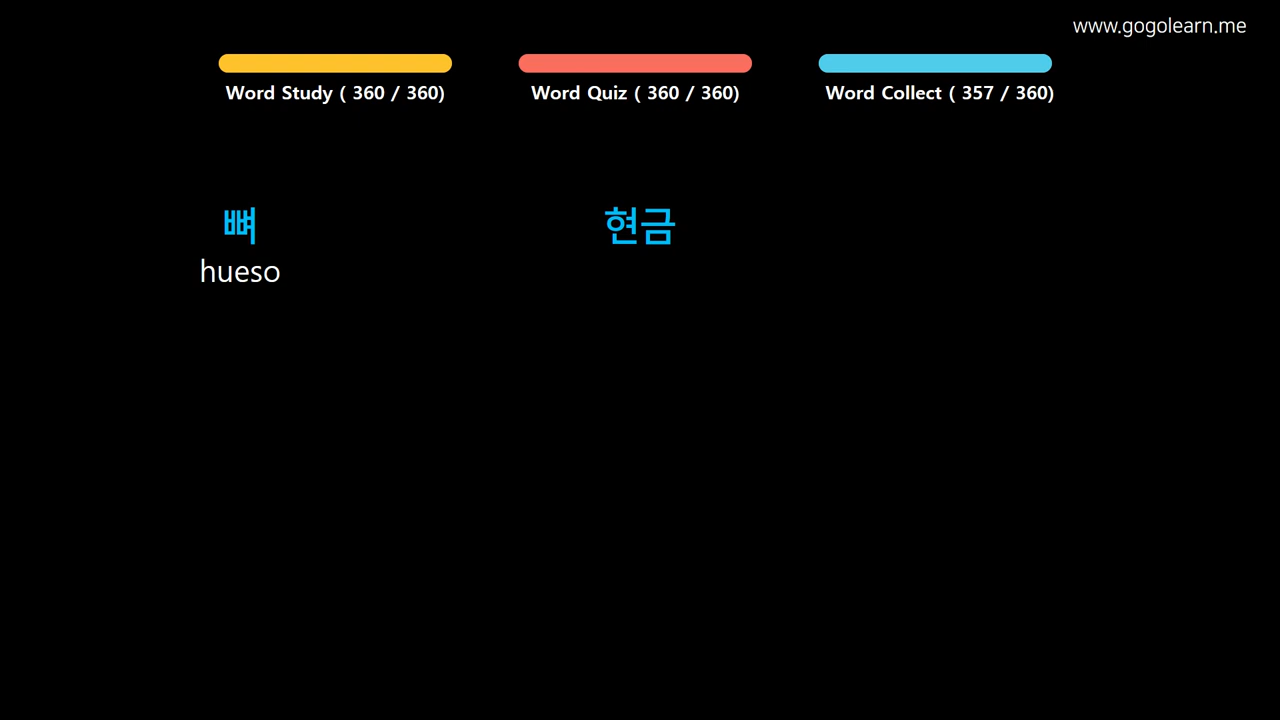 www.gogolearn.me
Word Study ( 360 / 360)
Word Quiz ( 360 / 360)
Word Collect ( 357 / 360)
뼈
현금
hueso